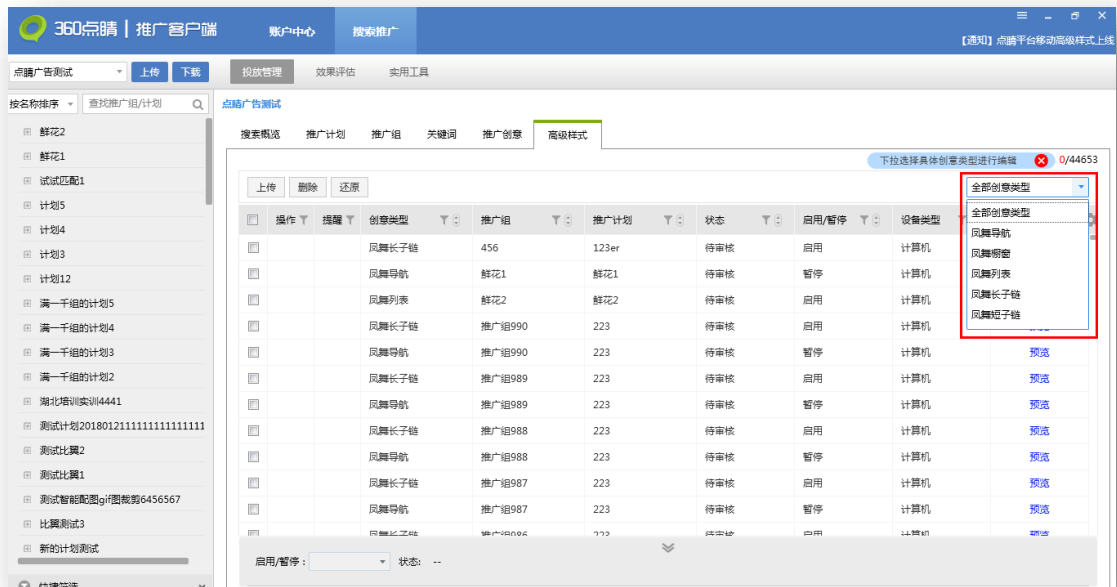 360点睛 | 推广客户端
账户中心
搜索推广
【通知】点睛平台移动高级样式上线
点睛广告测试
上传
下载
投放管理
效果评估
实用工具
按名称排序
查找推广组/计划
鲜花2
鲜花1
试试匹配1
计划5
计划4
计划3
计划12
满一千组的计划5
满一千组的计划4
满一千组的计划3
满一千组的计划2
湖北培训实训4441
测试比翼2
测试比翼1
测试智能配图gif图裁剪6456567
比翼测试3
新的计划测试
点睛广告测试
搜索概览 推广计划 推广组 关键词 推广创意 高级样式
下拉选择具体创意类型进行编辑
0/44653
上传 删除 还原
全部创意类型
全部创意类型
凤舞导航
凤舞橱窗
凤舞列表
凤舞长子链
凤舞短子链
操作 提醒 创意类型 推广组 推广计划 状态 启用/暂停 设备类型
凤舞长子链 456 123er 待审核 启用 计算机
凤舞导航 鲜花1 鲜花1 待审核 暂停 计算机
凤舞列表 鲜花2 鲜花2 待审核 启用 计算机
凤舞长子链 推广组990 223 待审核 启用 计算机
凤舞导航 推广组990 223 待审核 暂停 计算机 预览
凤舞长子链 推广组989 223 待审核 启用 计算机 预览
凤舞导航 推广组989 223 待审核 暂停 计算机 预览
凤舞长子链 推广组988 223 待审核 启用 计算机 预览
凤舞导航 推广组988 223 待审核 暂停 计算机 预览
凤舞长子链 推广组987 223 待审核 启用 计算机 预览
凤舞导航 推广组987 223 待审核 暂停 计算机 预览
启用/暂停：
状态： --